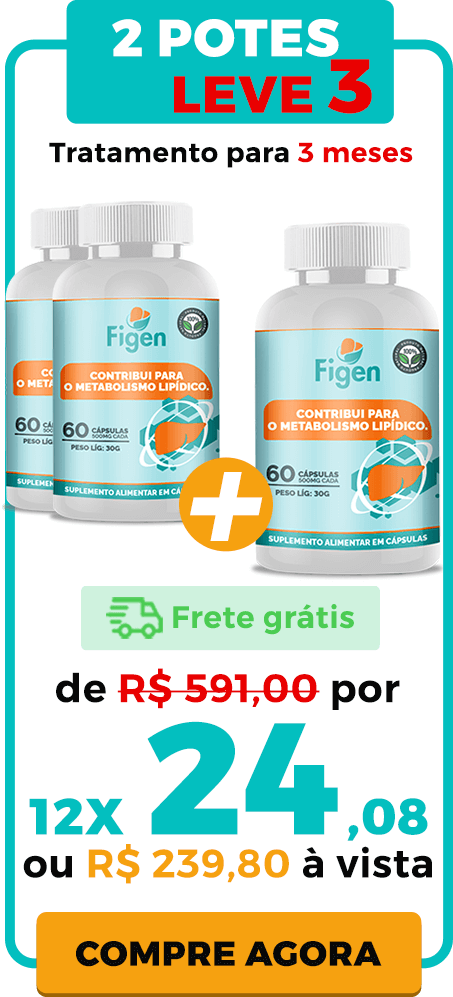 2 POTES
LEVE 3
Tratamento para 3 meses
Figen
CONTRIBUI PARA
O METABOLISMO LIPÍDICO.
60 CÁPSULAS
500MG CADA
PESO LÍQ: 30G
SUPLEMENTO ALIMENTAR EM CÁPS
Figen
100%
CONTRIBUI PARA
O METABOLISMO LIPÍDICO.
60 CÁPSULAS
500MG CADA
PESO LÍQ: 30G
SUPLEMENTO ALIMENTAR EM CÁPSULAS
+
Frete grátis
de R$ 591,00 por
12X 24,08
ou R$ 239,80 à vista
COMPRE AGORA